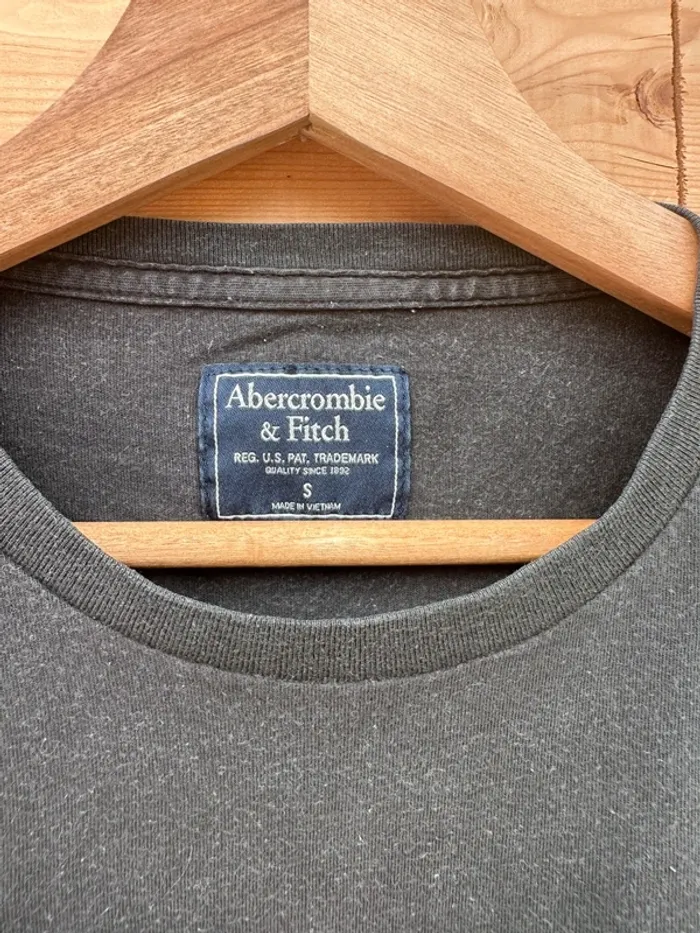 Abercrombie
& Fitch
REG. U.S. PAT. TRADEMARK
QUALITY SINCE 1892
S
MADE IN VIETNAM